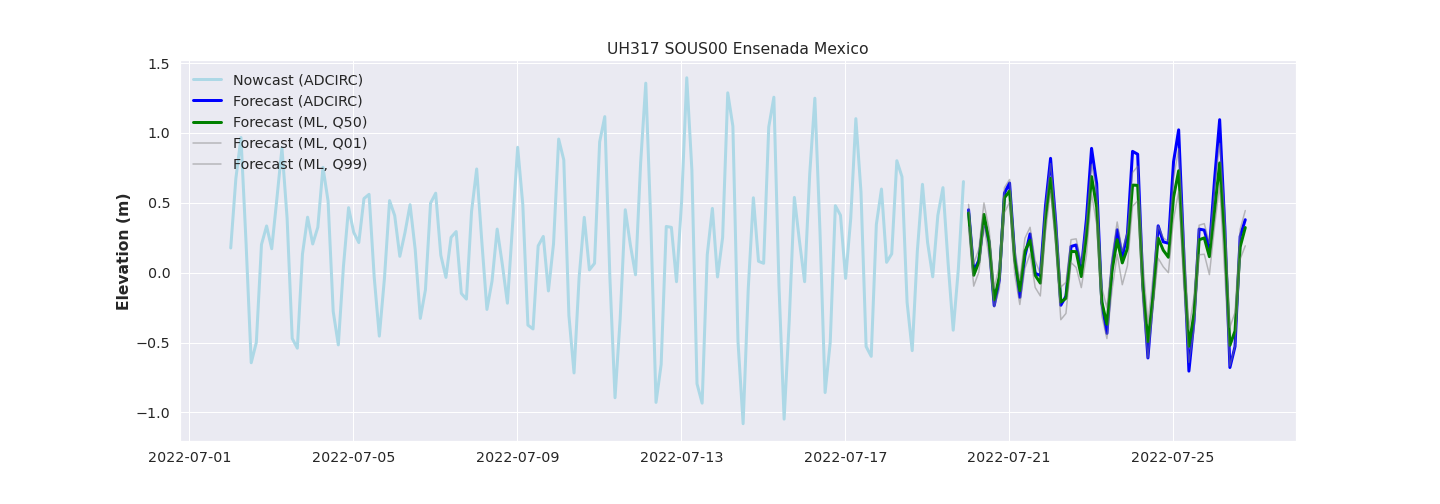 UH317 SOUS00 Ensenada Mexico
Elevation (m)
1.5
1.0
0.5
0.0
−0.5
−1.0
Nowcast (ADCIRC)
Forecast (ADCIRC)
Forecast (ML, Q50)
Forecast (ML, Q01)
Forecast (ML, Q99)
2022-07-01 2022-07-05 2022-07-09 2022-07-13 2022-07-17 2022-07-21 2022-07-25